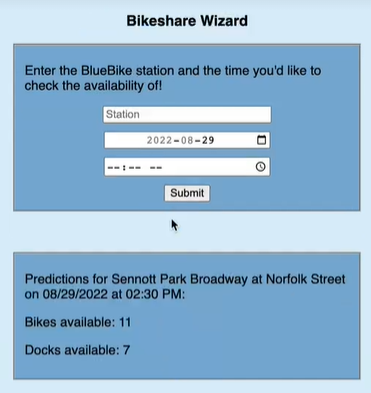 Bikeshare Wizard
Enter the BlueBike station and the time you'd like to
check the availability of!
Station
2022-08-29
--:-- --
Submit
Predictions for Sennott Park Broadway at Norfolk Street
on 08/29/2022 at 02:30 PM:
Bikes available: 11
Docks available: 7